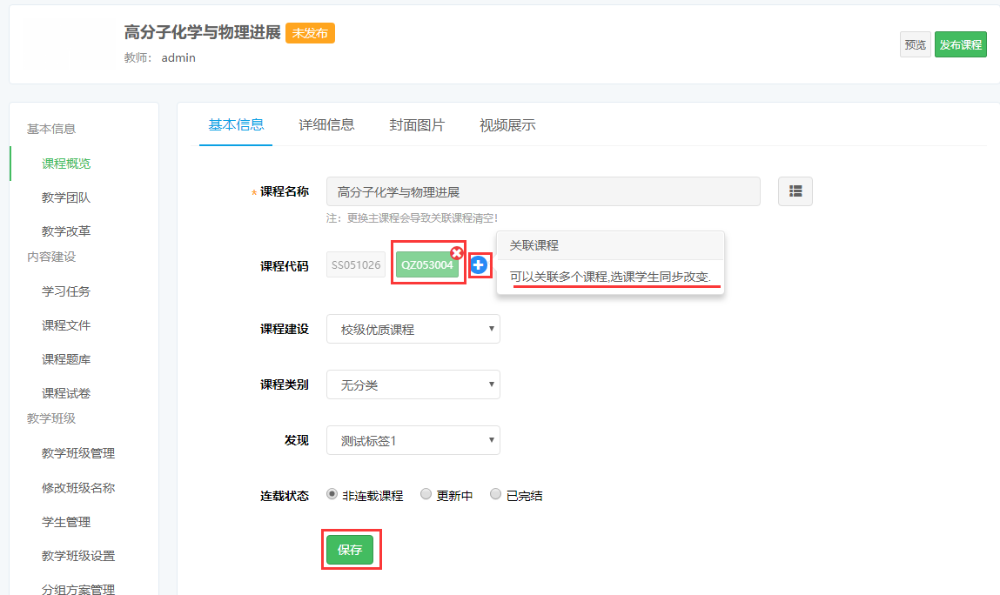 高分子化学与物理进展 未发布
教师： admin
预览 发布课程
基本信息
课程概览
教学团队
教学改革
内容建设
学习任务
课程文件
课程题库
课程试卷
教学班级
教学班级管理
修改班级名称
学生管理
教学班级设置
分组方案管理
基本信息 详细信息 封面图片 视频展示
* 课程名称 高分子化学与物理进展
注：更换主课程会导致关联课程清空！
课程代码 SS051026 QZ053004
关联课程
可以关联多个课程,选课学生同步改变.
课程建设 校级优质课程
课程类别 无分类
发现 测试标签1
连载状态 非连载课程 更新中 已完结
保存